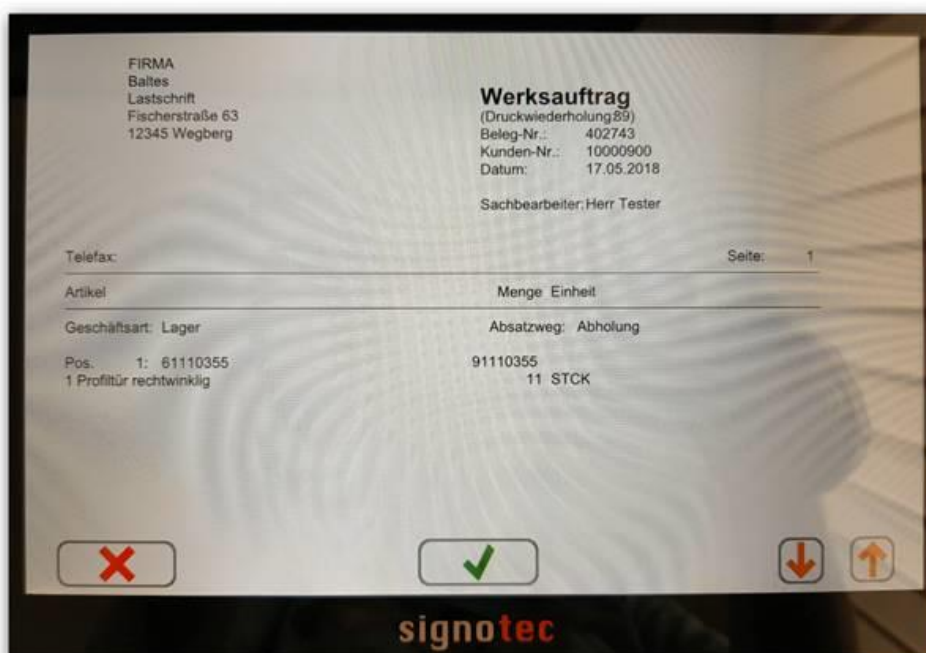 FIRMA
Baltes
Lastschrift
Fischerstraße 63
12345 Wegberg
Werksauftrag
(Druckwiederholung:89)
Beleg-Nr.: 402743
Kunden-Nr.: 10000900
Datum: 17.05.2018
Sachbearbeiter: Herr Tester
Telefax: Seite: 1
Artikel Menge Einheit
Geschäftsart: Lager Absatzweg: Abholung
Pos. 1: 61110355 91110355
1 Profiltür rechtwinklig 11 STCK
signotec